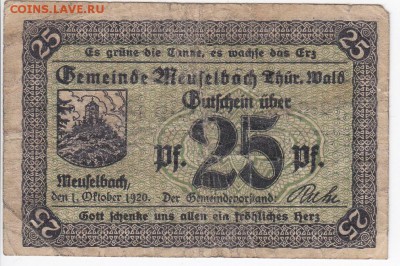 COINS.LAVE.RU
25 Es grüne die Tanne, es wachse das Erz 25
Gemeinde Meuselbach Thür. Wald
Gutschein über
Pf. 25 Pf.
Meuselbach,
den 1. Oktober 1920. Der Gemeindevorstand:
25 Gott schenke uns allen ein fröhliches Herz 25